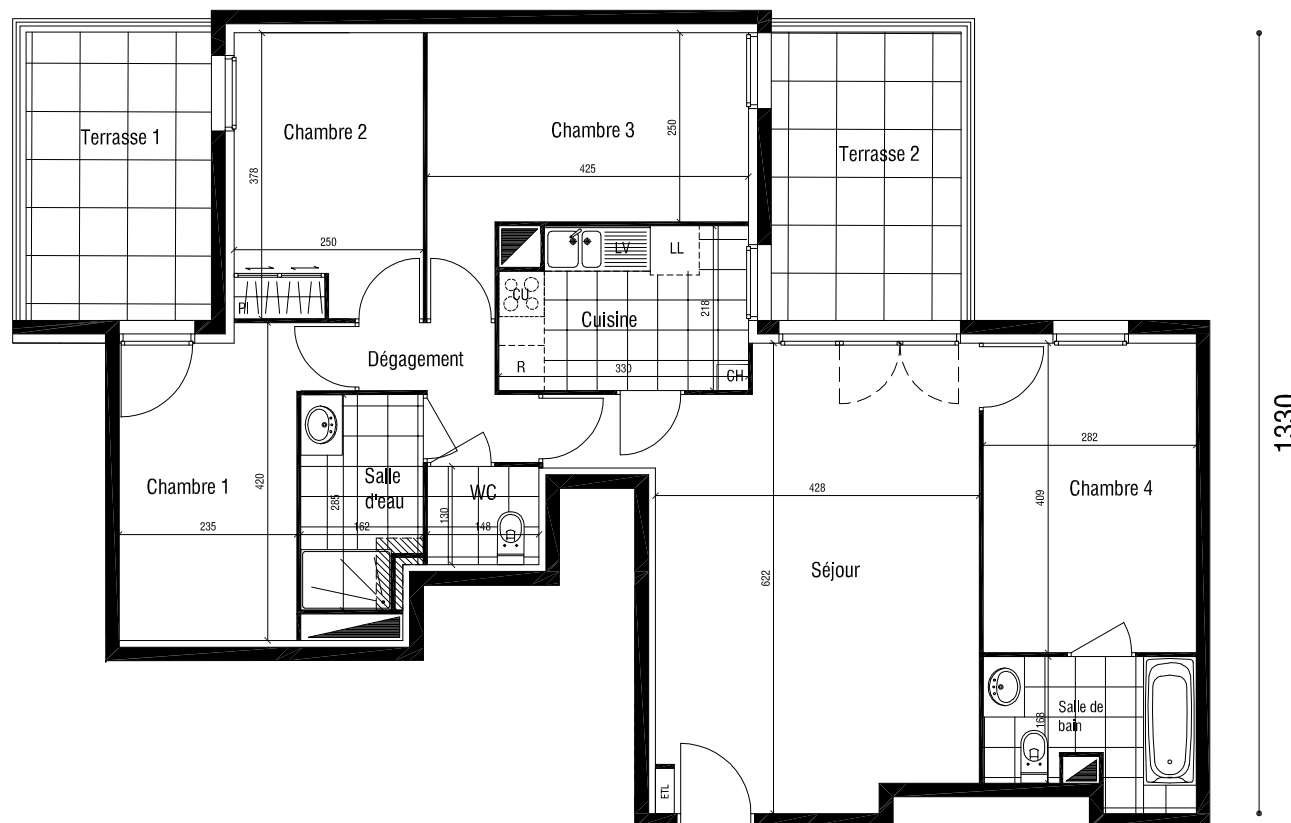 Terrasse 1
Chambre 2
Chambre 3
Terrasse 2
250
425
378
250
Pl
LV
LL
CU
Cuisine
218
R
330
CH
Dégagement
1330
Chambre 1
420
235
Salle
d'eau
285
162
WC
130
148
428
622
Séjour
282
409
Chambre 4
Salle de
bain
168
ETL